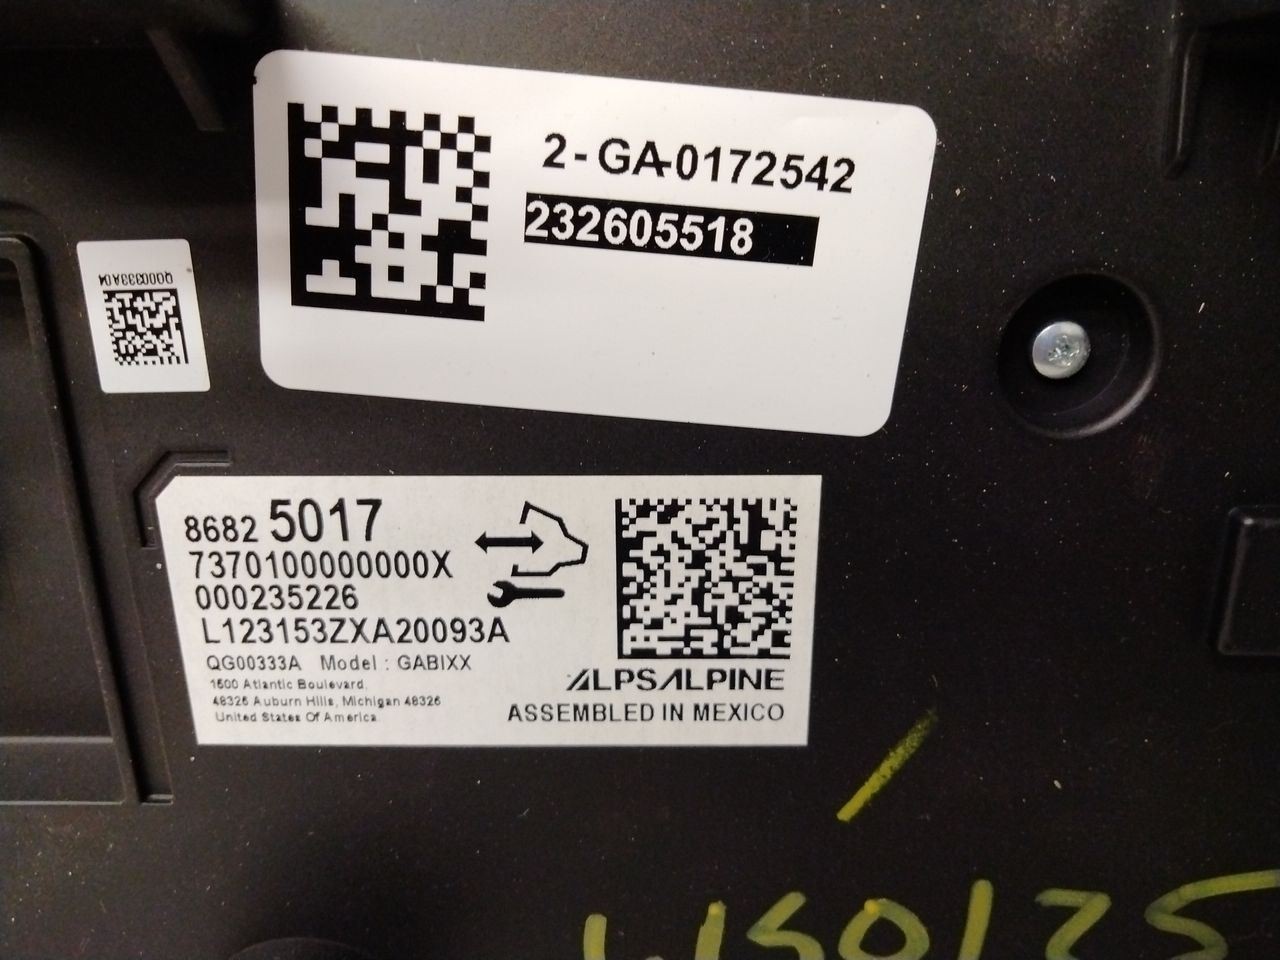 2-GA-0172542
232605518
QG00333A04
8682 5017
7370100000000X
000235226
L123153ZXA20093A
QG00333A Model : GABIXX
1500 Atlantic Boulevard,
48326 Auburn Hills, Michigan 48326
United States Of America
ALPSALPINE
ASSEMBLED IN MEXICO